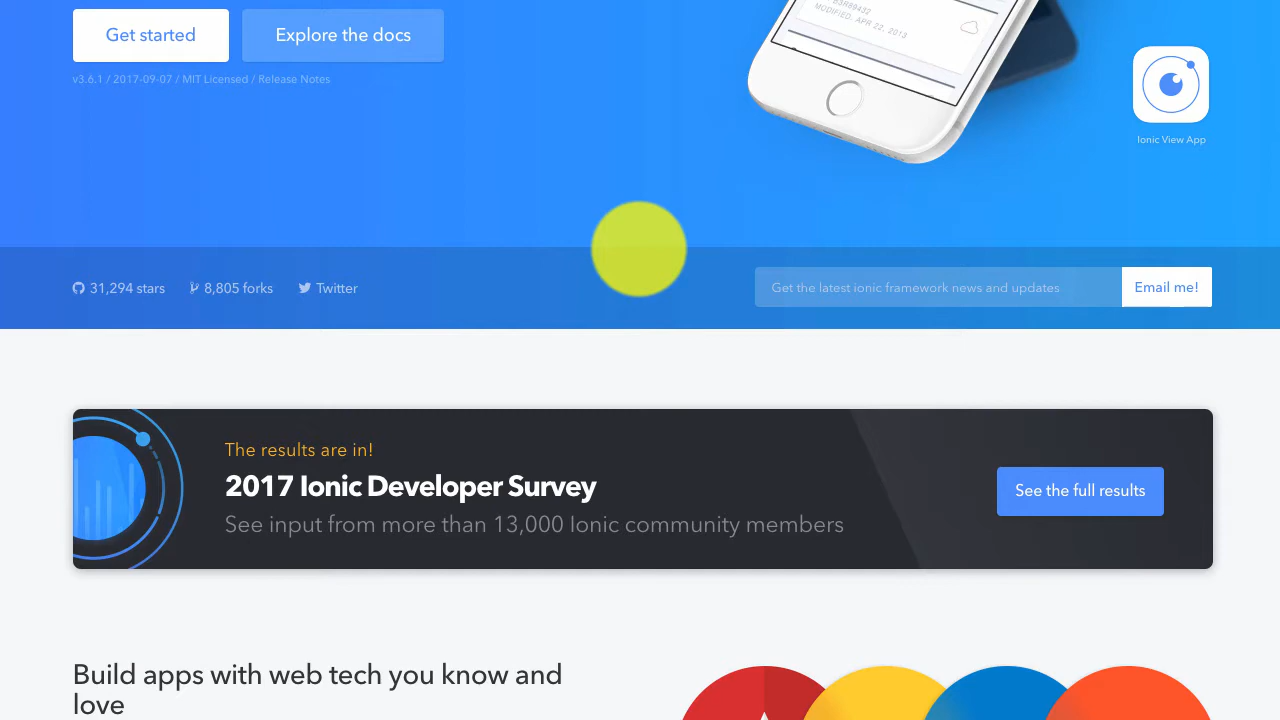 Get started
Explore the docs
v3.6.1 / 2017-09-07 / MIT Licensed / Release Notes
MODIFIED. APR 22, 2013
Ionic View App
31,294 stars
8,805 forks
Twitter
Get the latest ionic framework news and updates
Email me!
The results are in!
2017 Ionic Developer Survey
See input from more than 13,000 Ionic community members
See the full results
Build apps with web tech you know and
love